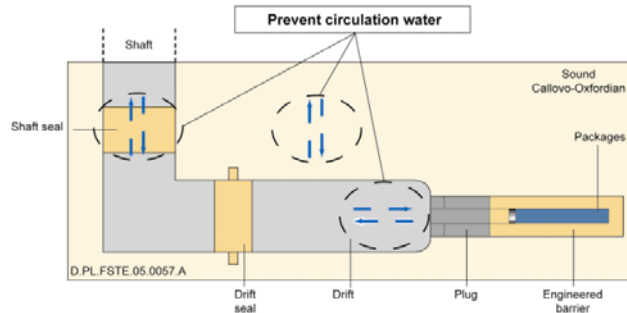 Prevent circulation water
Shaft
Sound
Callovo-Oxfordian
Shaft seal
Packages
D.PL.FSTE.05.0057.A
Drift
seal
Drift
Plug
Engineered
barrier